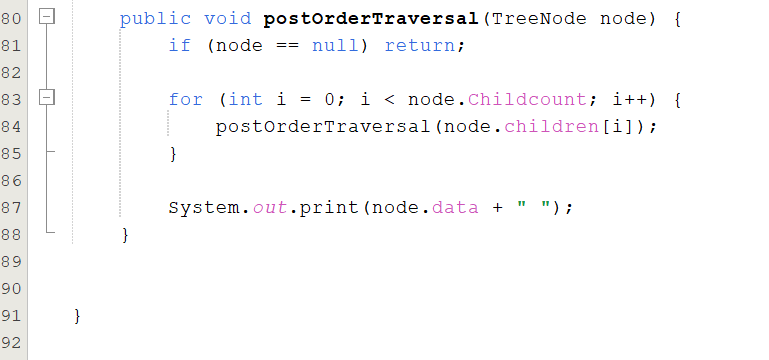 80 public void postOrderTraversal(TreeNode node) {
81 if (node == null) return;
82
83 for (int i = 0; i < node.Childcount; i++) {
84 postOrderTraversal(node.children[i]);
85 }
86
87 System.out.print(node.data + " ");
88 }
89
90
91 }
92